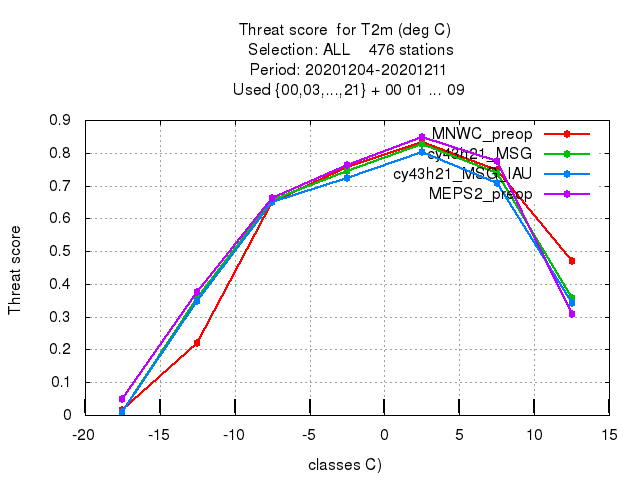 Threat score  for T2m (deg C)
Selection: ALL    476 stations
Period: 20201204-20201211
Used {00,03,...,21} + 00 01 ... 09
0.9
0.8
0.7
0.6
0.5
0.4
0.3
0.2
0.1
0
Threat score
MNWC_preop
cy43h21_MSG
cy43h21_MSG_IAU
MEPS2_preop
-20
-15
-10
-5
0
5
10
15
classes C)